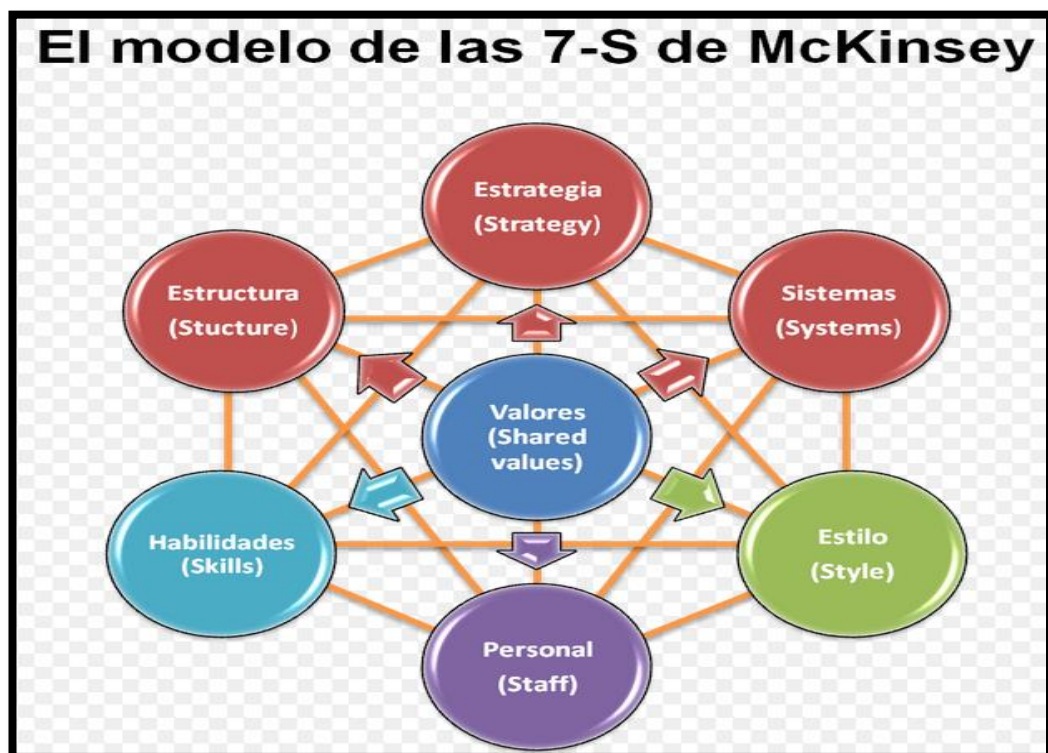 El modelo de las 7-S de McKinsey
Estrategia
(Strategy)
Estructura
(Stucture)
Sistemas
(Systems)
Valores
(Shared
values)
Habilidades
(Skills)
Estilo
(Style)
Personal
(Staff)